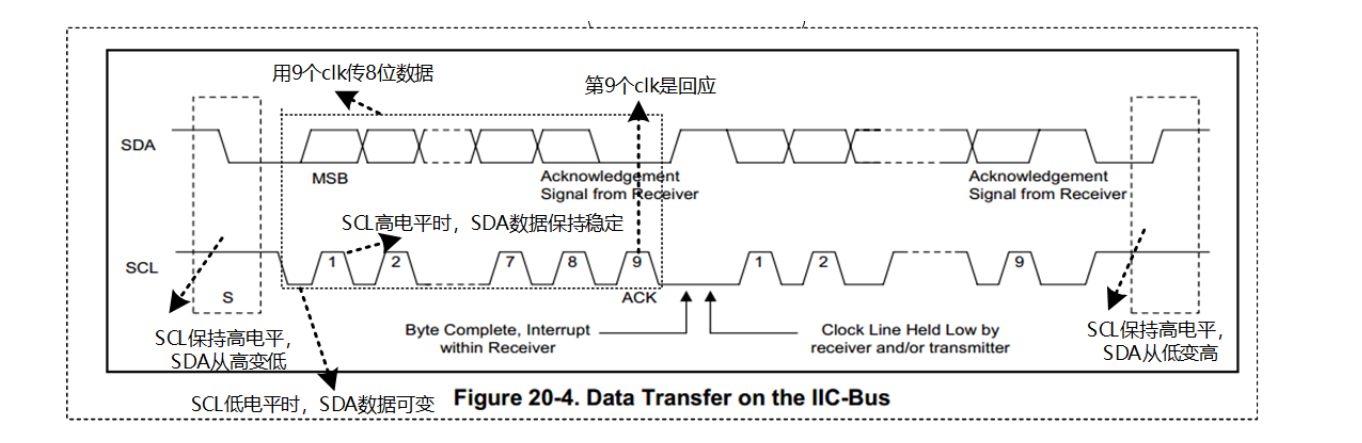 用9个clk传8位数据
第9个clk是回应
SDA
MSB
Acknowledgement
Signal from Receiver
Acknowledgement
Signal from Receiver
SCL高电平时，SDA数据保持稳定
SCL
1
2
7
8
9
1
2
9
S
ACK
SCL保持高电平，
SDA从高变低
Byte Complete, Interrupt
within Receiver
Clock Line Held Low by
receiver and/or transmitter
SCL保持高电平，
SDA从低变高
SCL低电平时，SDA数据可变
Figure 20-4. Data Transfer on the IIC-Bus